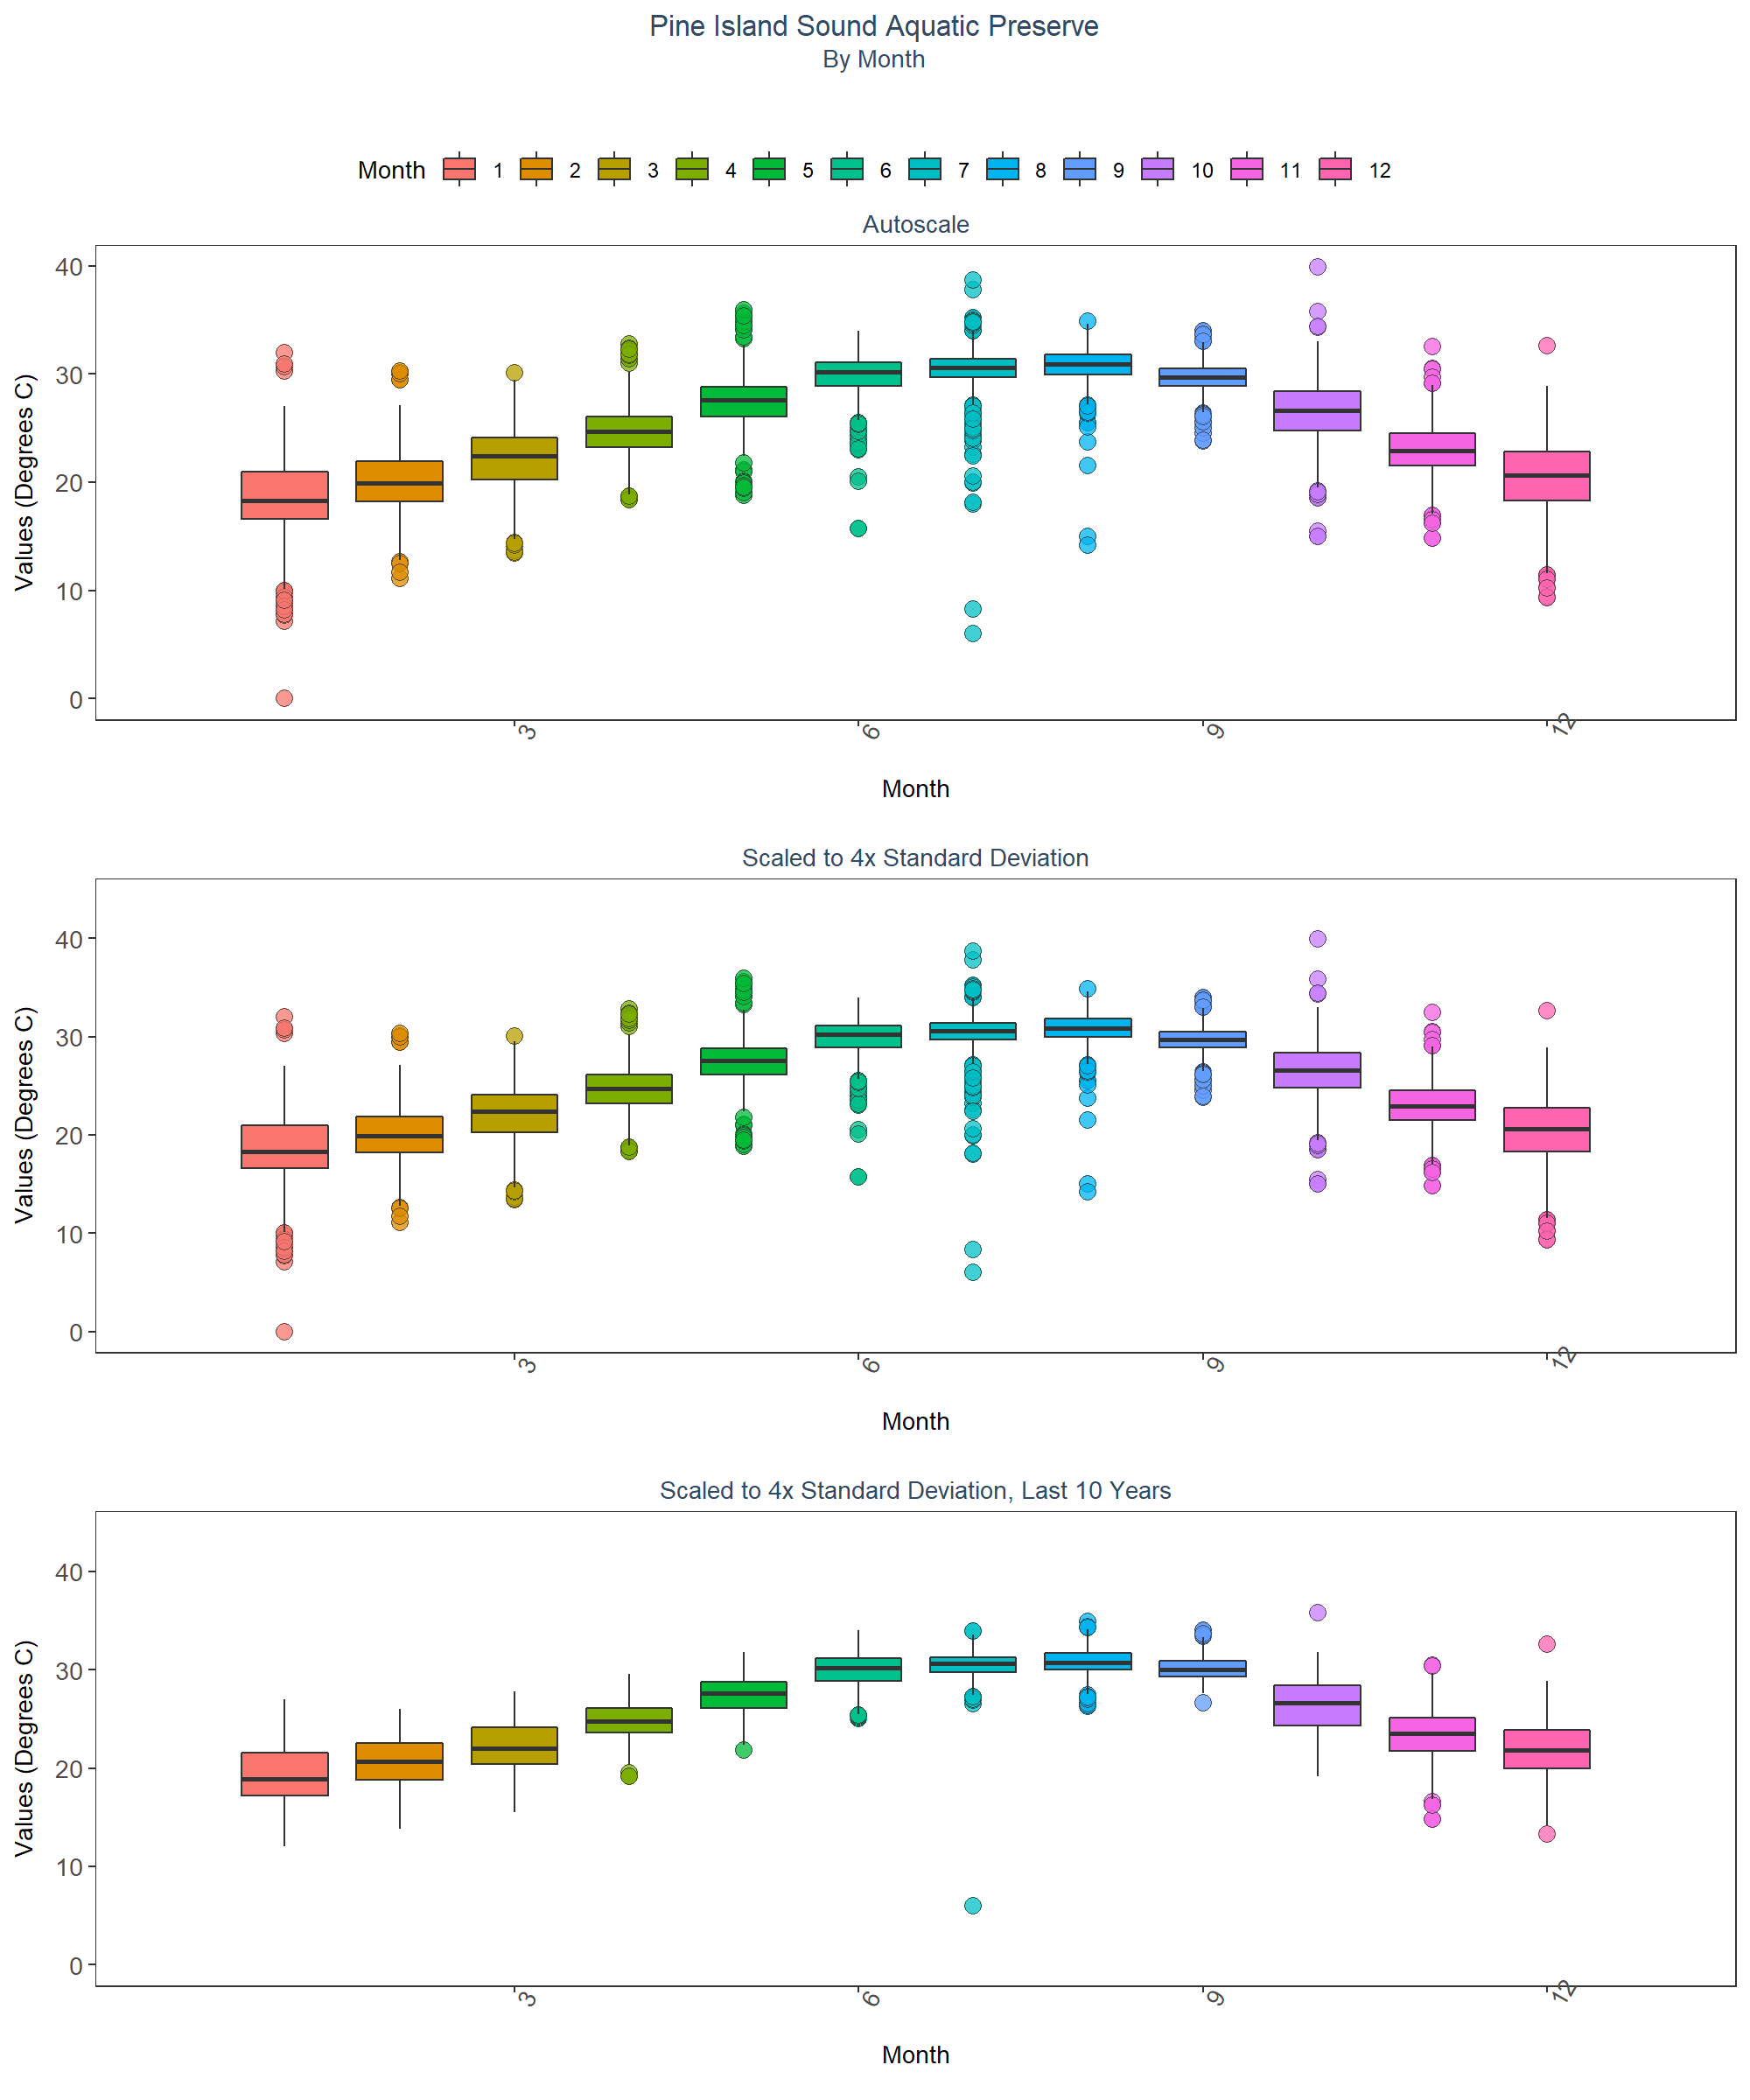 Pine Island Sound Aquatic Preserve
By Month
Month 1 2 3 4 5 6 7 8 9 10 11 12
Autoscale
Values (Degrees C)
40
30
20
10
0
3 6 9 12
Month
Scaled to 4x Standard Deviation
Values (Degrees C)
40
30
20
10
0
3 6 9 12
Month
Scaled to 4x Standard Deviation, Last 10 Years
Values (Degrees C)
40
30
20
10
0
3 6 9 12
Month